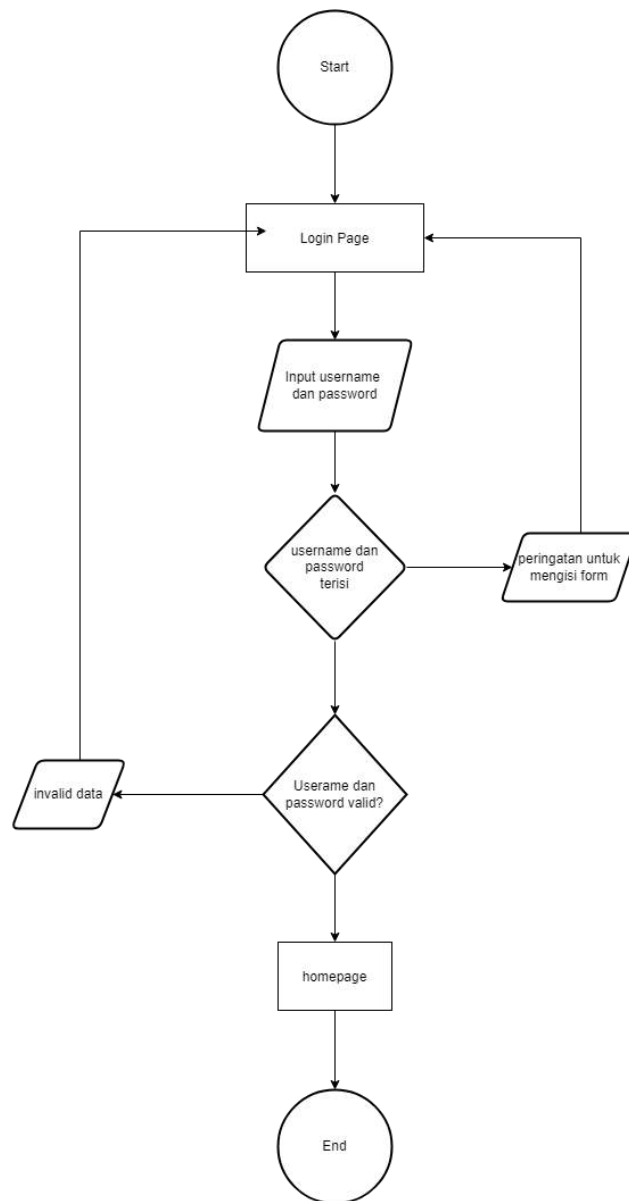 Start
Login Page
Input username
dan password
username dan
password
terisi
peringatan untuk
mengisi form
Userame dan
password valid?
invalid data
homepage
End